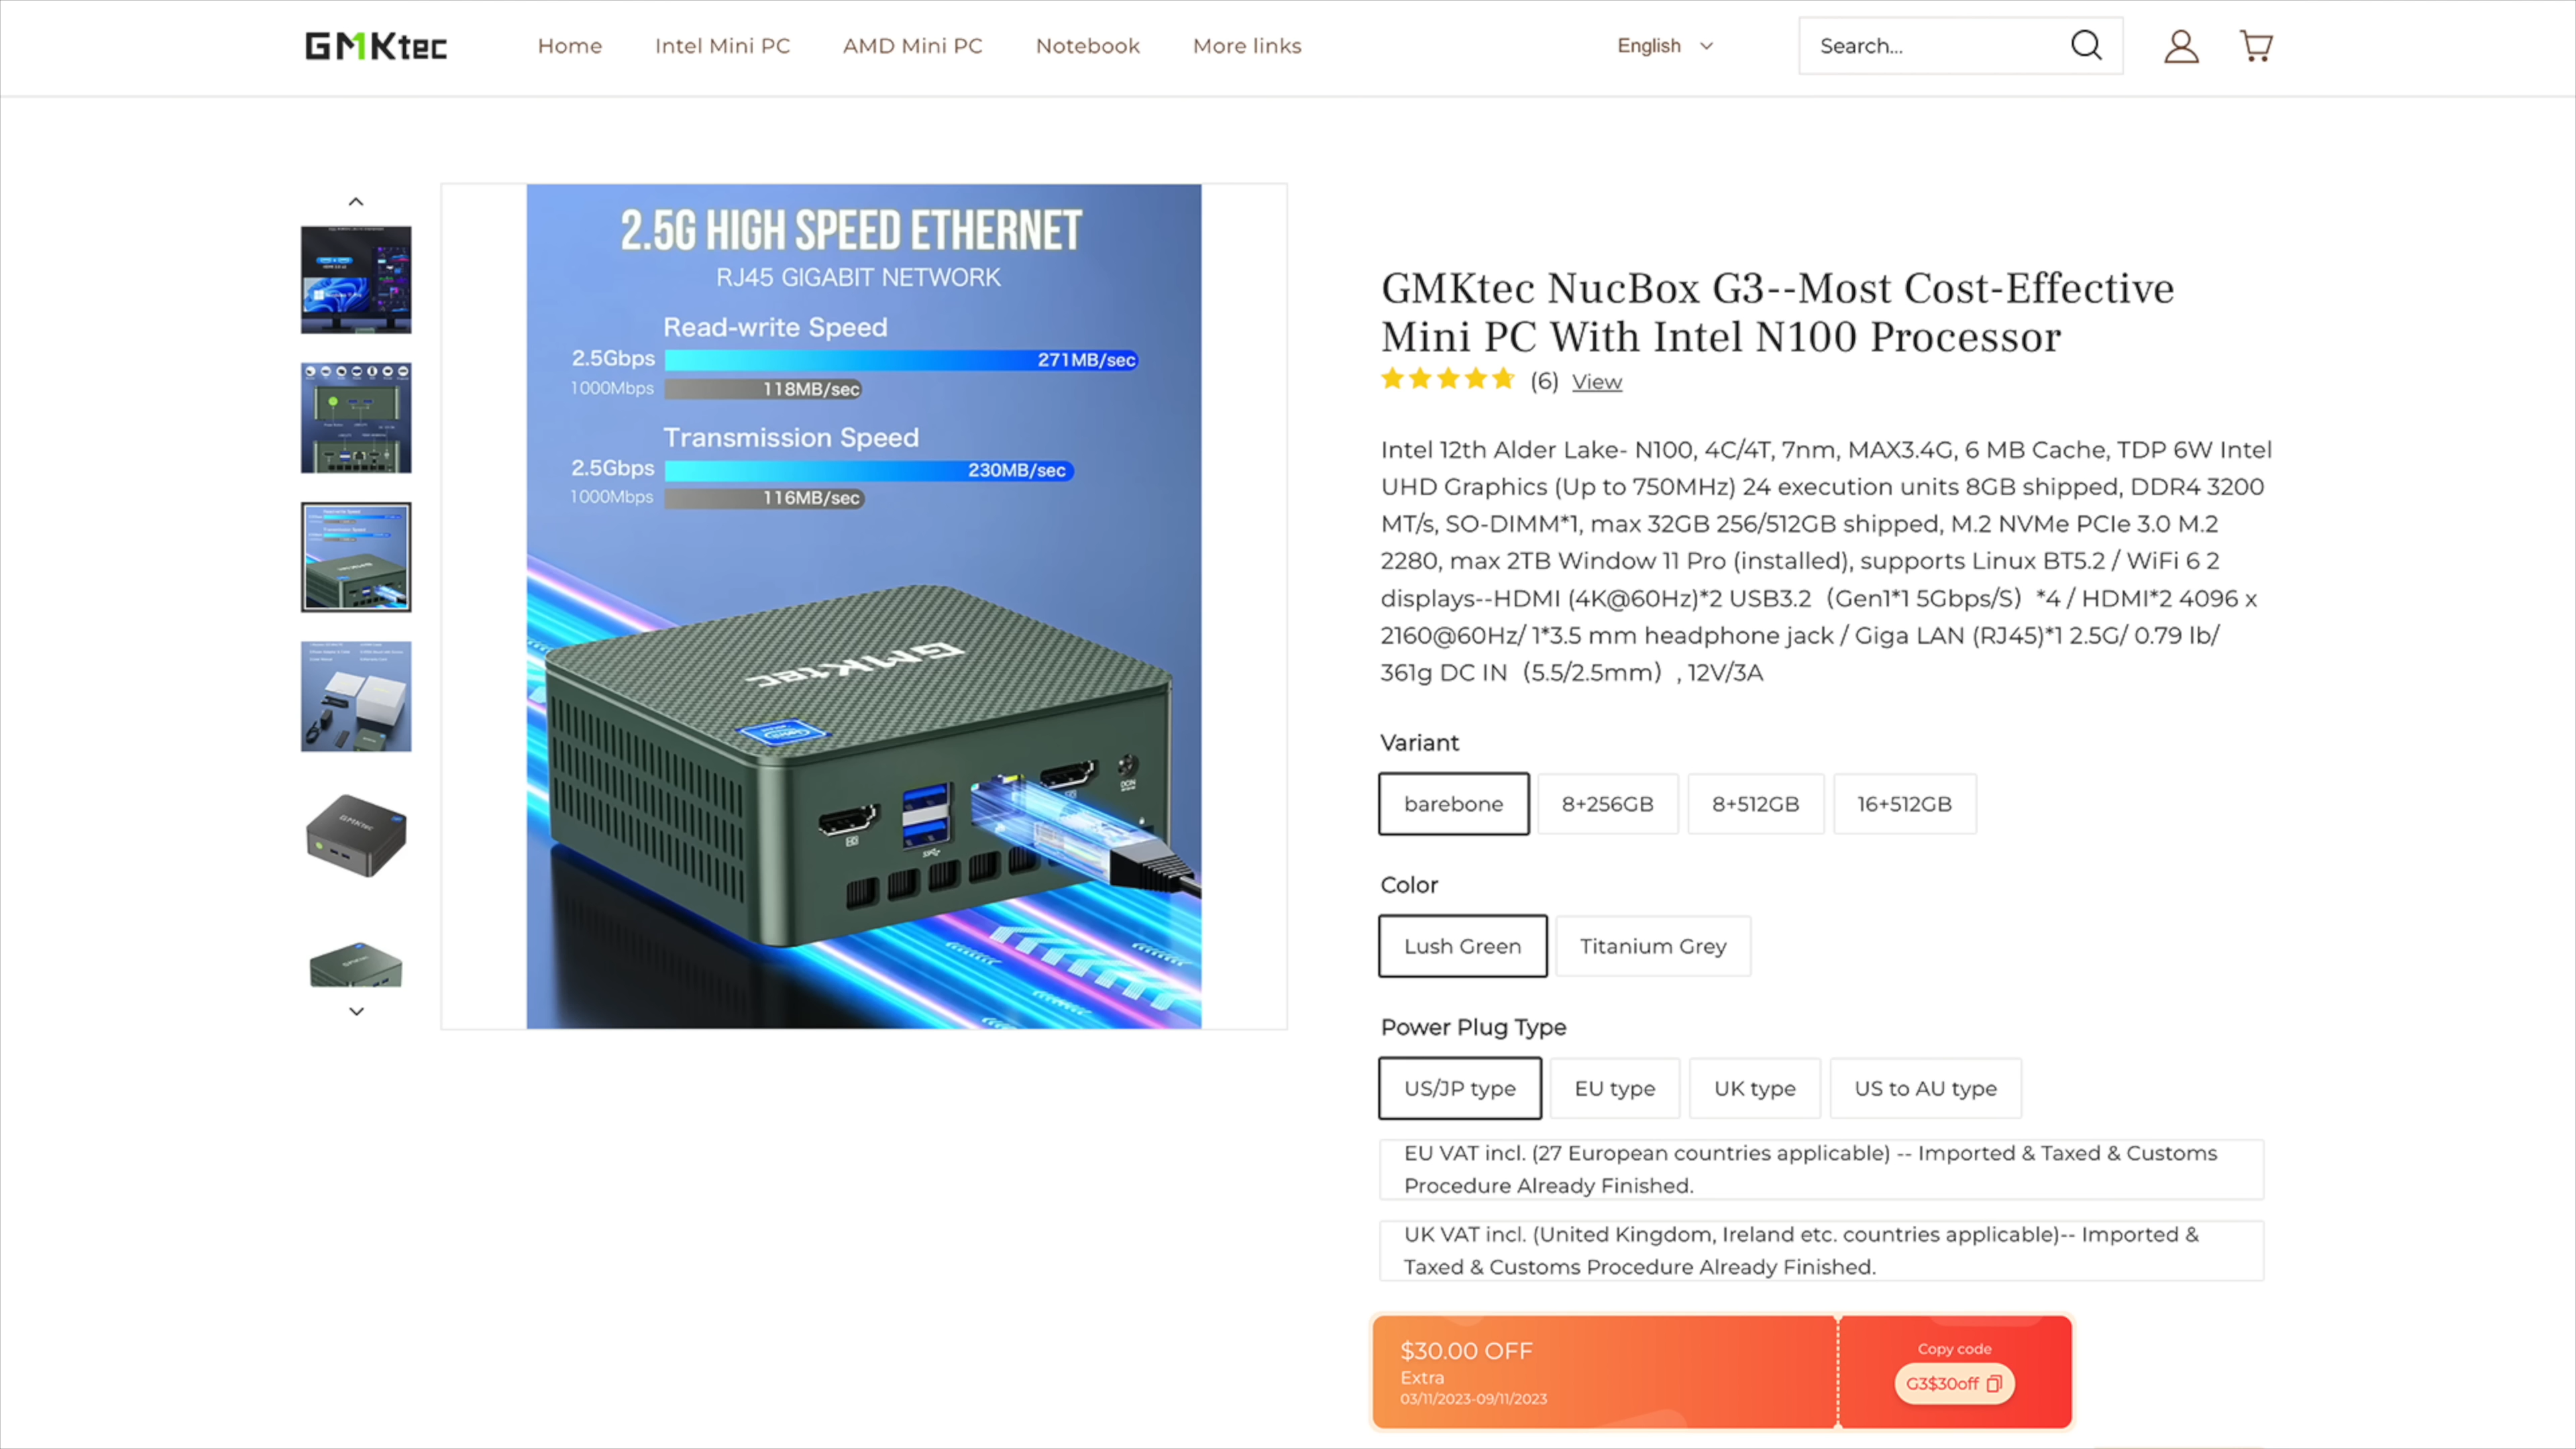 GMKtec
Home
Intel Mini PC
AMD Mini PC
Notebook
More links
English
Search...
2.5G HIGH SPEED ETHERNET
RJ45 GIGABIT NETWORK
Read-write Speed
2.5Gbps 271MB/sec
1000Mbps 118MB/sec
Transmission Speed
2.5Gbps 230MB/sec
1000Mbps 116MB/sec
GMKtec
GMKtec NucBox G3--Most Cost-Effective
Mini PC With Intel N100 Processor
(6) View
Intel 12th Alder Lake- N100, 4C/4T, 7nm, MAX3.4G, 6 MB Cache, TDP 6W Intel
UHD Graphics (Up to 750MHz) 24 execution units 8GB shipped, DDR4 3200
MT/s, SO-DIMM*1, max 32GB 256/512GB shipped, M.2 NVMe PCIe 3.0 M.2
2280, max 2TB Window 11 Pro (installed), supports Linux BT5.2 / WiFi 6 2
displays--HDMI (4K@60Hz)*2 USB3.2（Gen1*1 5Gbps/S）*4 / HDMI*2 4096 x
2160@60Hz/ 1*3.5 mm headphone jack / Giga LAN (RJ45)*1 2.5G/ 0.79 lb/
361g DC IN（5.5/2.5mm）, 12V/3A
Variant
barebone
8+256GB
8+512GB
16+512GB
Color
Lush Green
Titanium Grey
Power Plug Type
US/JP type
EU type
UK type
US to AU type
EU VAT incl. (27 European countries applicable) -- Imported & Taxed & Customs
Procedure Already Finished.
UK VAT incl. (United Kingdom, Ireland etc. countries applicable)-- Imported &
Taxed & Customs Procedure Already Finished.
$30.00 OFF
Extra
03/11/2023-09/11/2023
Copy code
G3$30off